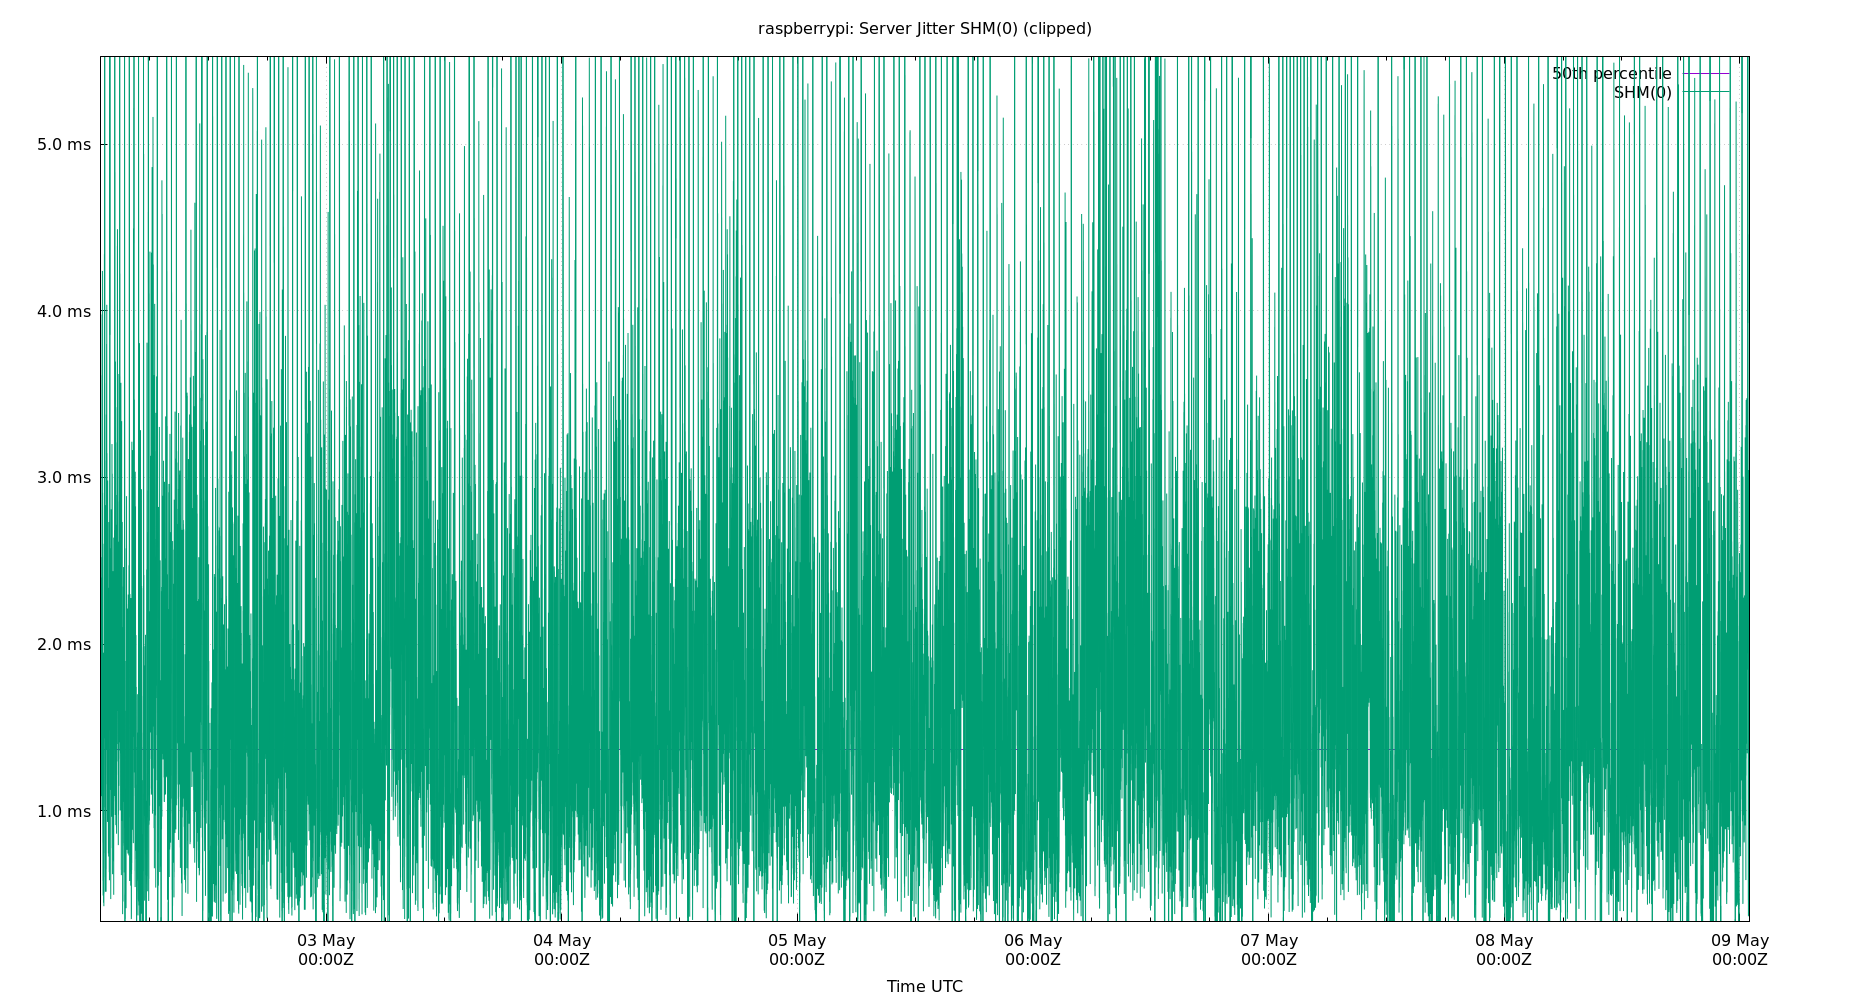 raspberrypi: Server Jitter SHM(0) (clipped)
50th percentile
SHM(0)
5.0 ms
4.0 ms
3.0 ms
2.0 ms
1.0 ms
03 May
00:00Z
04 May
00:00Z
05 May
00:00Z
06 May
00:00Z
07 May
00:00Z
08 May
00:00Z
09 May
00:00Z
Time UTC